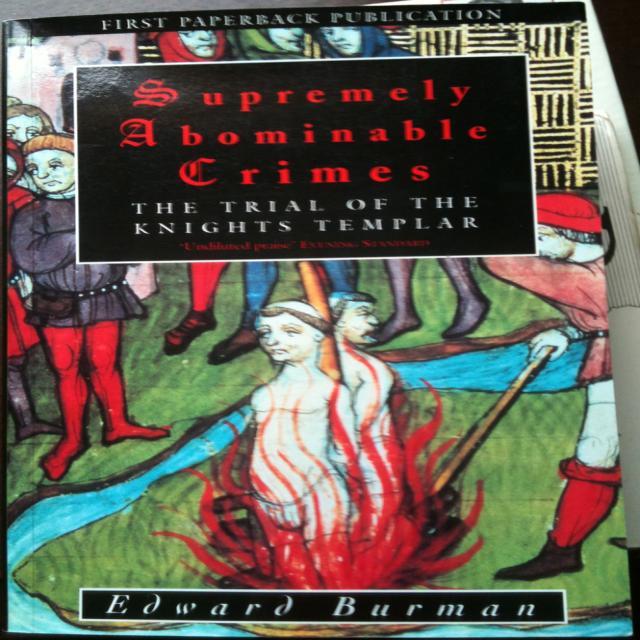 FIRST PAPERBACK PUBLICATION
Supremely
Abominable
Crimes
THE TRIAL OF THE
KNIGHTS TEMPLAR
'Undiluted praise' EVENING STANDARD
Edward Burman